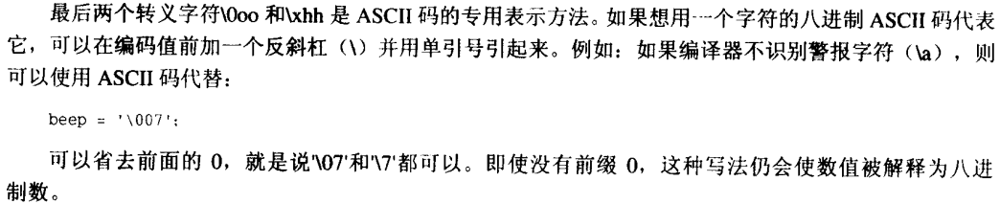 最后两个转义字符\0oo 和\xhh 是 ASCII 码的专用表示方法。如果想用一个字符的八进制 ASCII 码代表
它，可以在编码值前加一个反斜杠（\）并用单引号引起来。例如：如果编译器不识别警报字符（\a），则
可以使用 ASCII 码代替：
beep = '\007';
可以省去前面的 0，就是说'\07'和'\7'都可以。即使没有前缀 0，这种写法仍会使数值被解释为八进
制数。